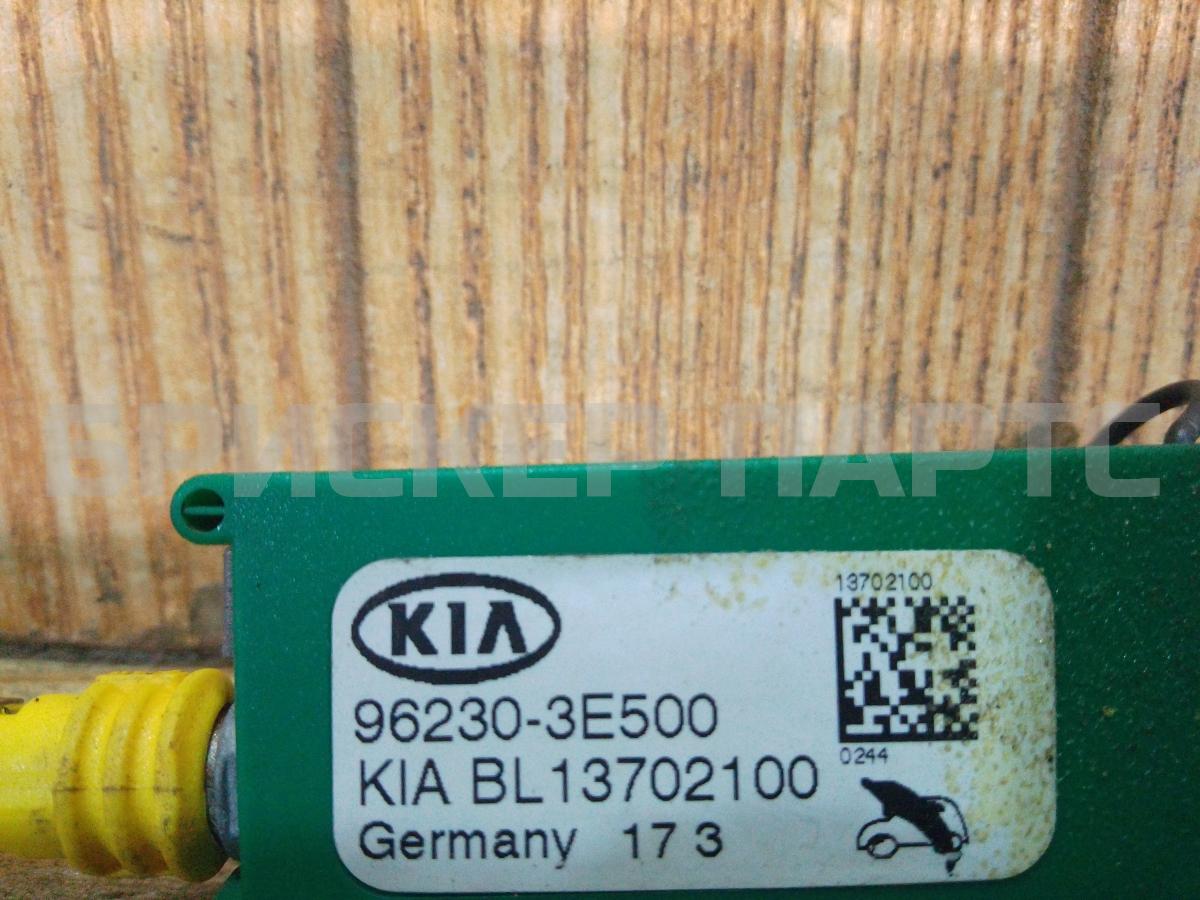 БРИСКЕР ПАРТС
KIA
13702100
96230-3E500
0244
KIA BL13702100
Germany 17 3